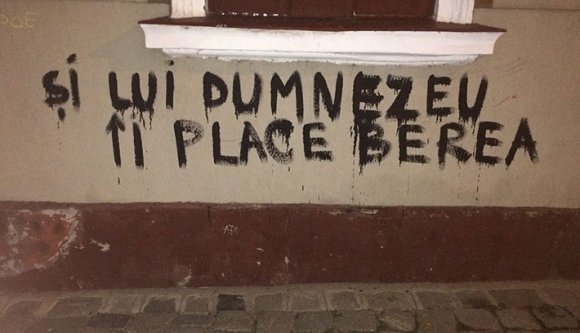 ȘI LUI DUMNEZEU
ÎI PLACE BEREA